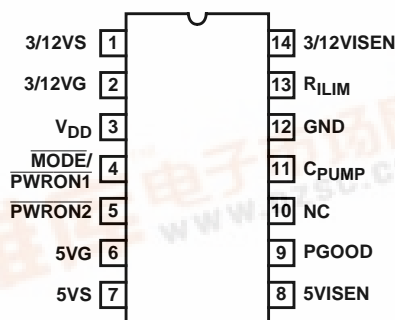 3/12VS 1 14 3/12VISEN
3/12VG 2 13 RILIM
VDD 3 12 GND
MODE/
PWRON1 4 11 CPUMP
PWRON2 5 10 NC
5VG 6 9 PGOOD
5VS 7 8 5VISEN